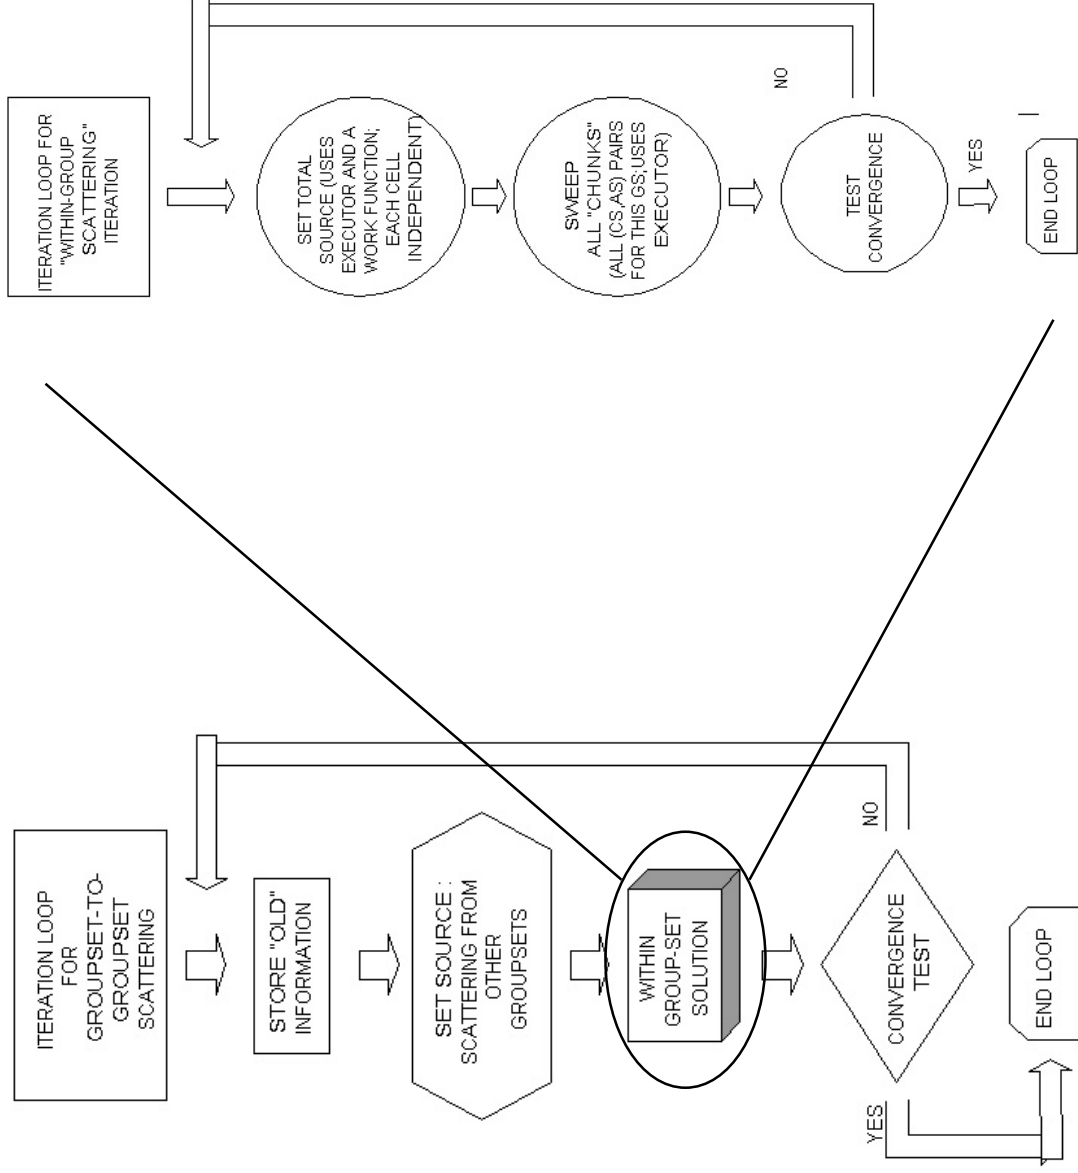 ITERATION LOOP
FOR
GROUPSET-TO-
GROUPSET
SCATTERING
STORE "OLD"
INFORMATION
SET SOURCE :
SCATTERING FROM
OTHER
GROUPSETS
WITHIN
GROUP-SET
SOLUTION
CONVERGENCE
TEST
YES
NO
END LOOP
ITERATION LOOP FOR
"WITHIN-GROUP
SCATTERING"
ITERATION
SET TOTAL
SOURCE (USES
EXECUTOR AND A
WORK FUNCTION;
EACH CELL
INDEPENDENT)
SWEEP
ALL "CHUNKS"
(ALL (CS,AS) PAIRS
FOR THIS GS;USES
EXECUTOR)
TEST
CONVERGENCE
NO
YES
END LOOP